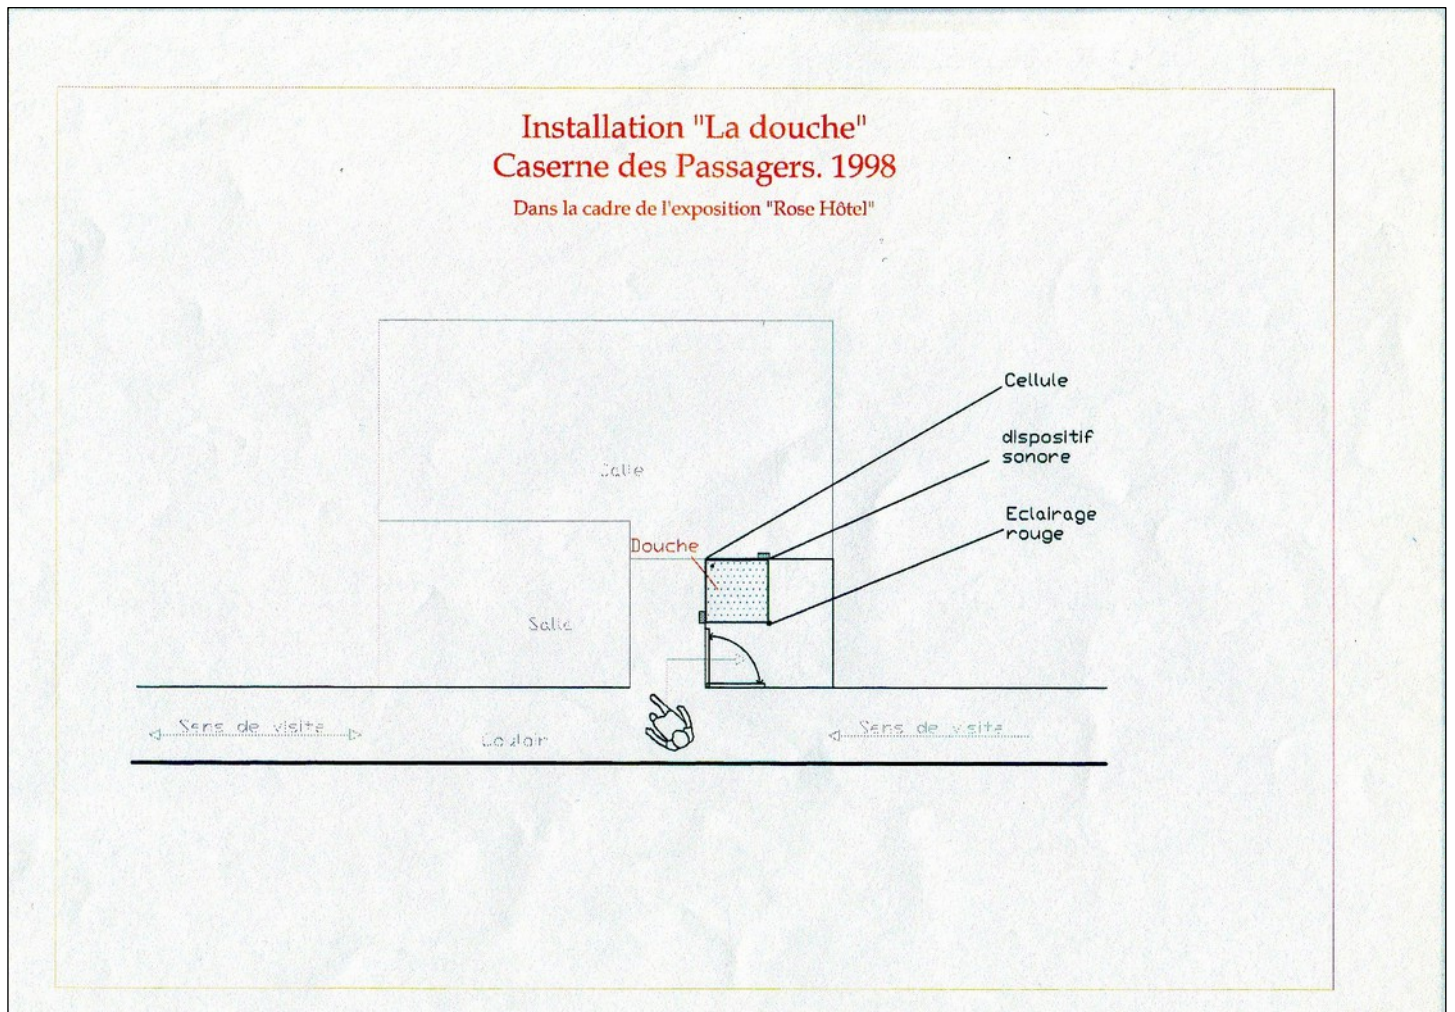 Installation "La douche"
Caserne des Passagers. 1998
Dans la cadre de l'exposition "Rose Hôtel"
Cellule
dispositif
sonore
Salle
Eclairage
rouge
Douche
Salle
Sens de visite
Couloir
Sens de visite